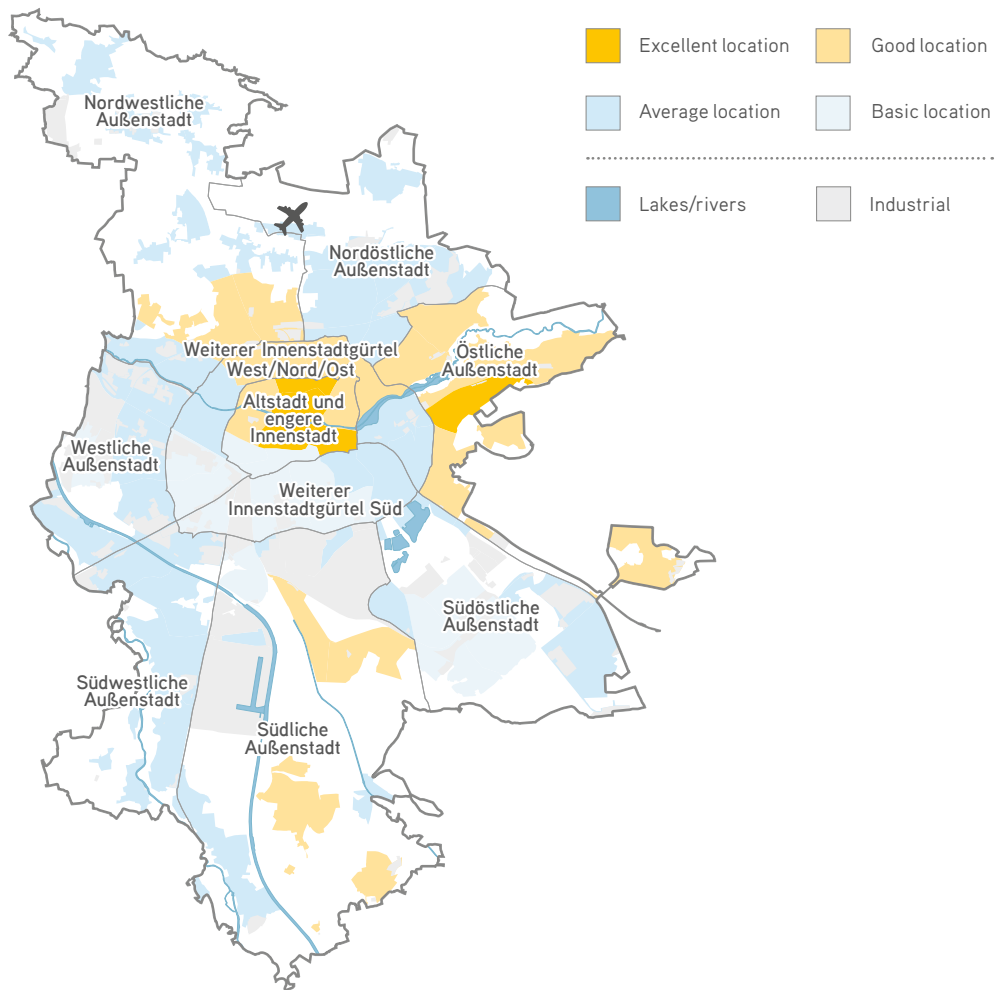 Excellent location
Good location
Average location
Basic location
Lakes/rivers
Industrial
Nordwestliche
Außenstadt
Nordöstliche
Außenstadt
Weiterer Innenstadtgürtel
West/Nord/Ost
Östliche
Außenstadt
Altstadt und
engere
Innenstadt
Westliche
Außenstadt
Weiterer
Innenstadtgürtel Süd
Südöstliche
Außenstadt
Südwestliche
Außenstadt
Südliche
Außenstadt